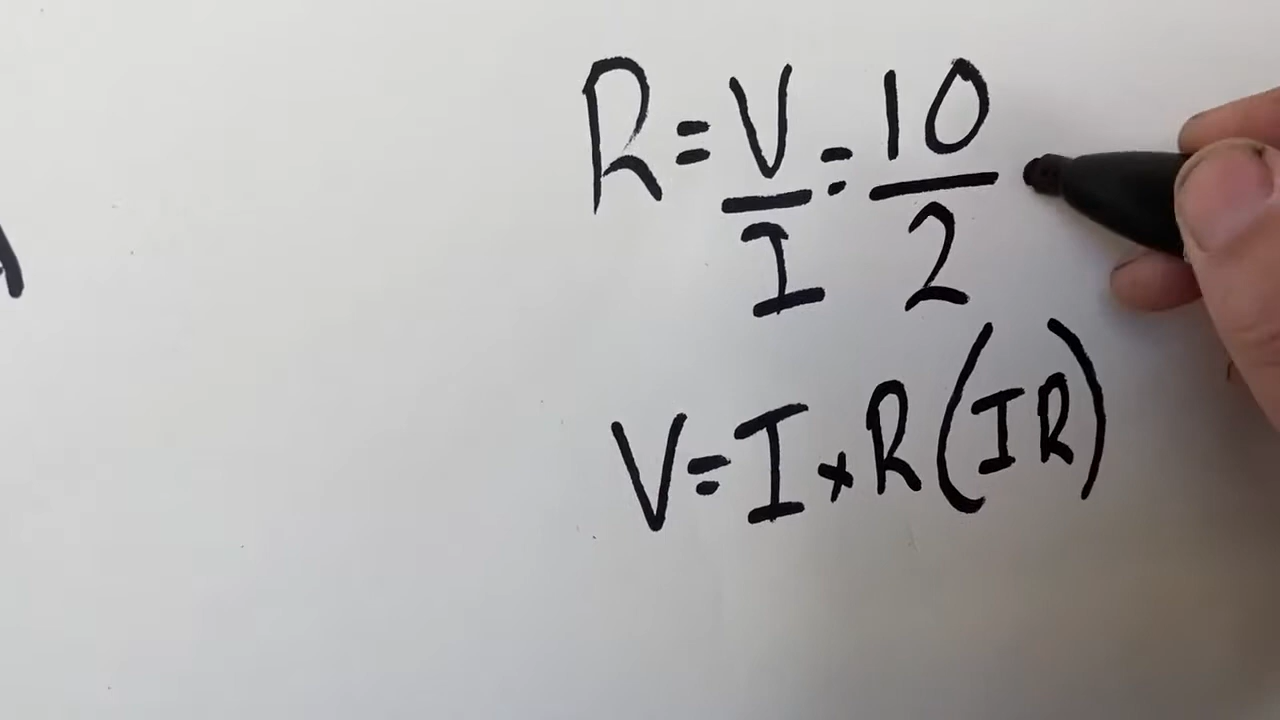 R = V/I = 10/2
V = I × R (IR)